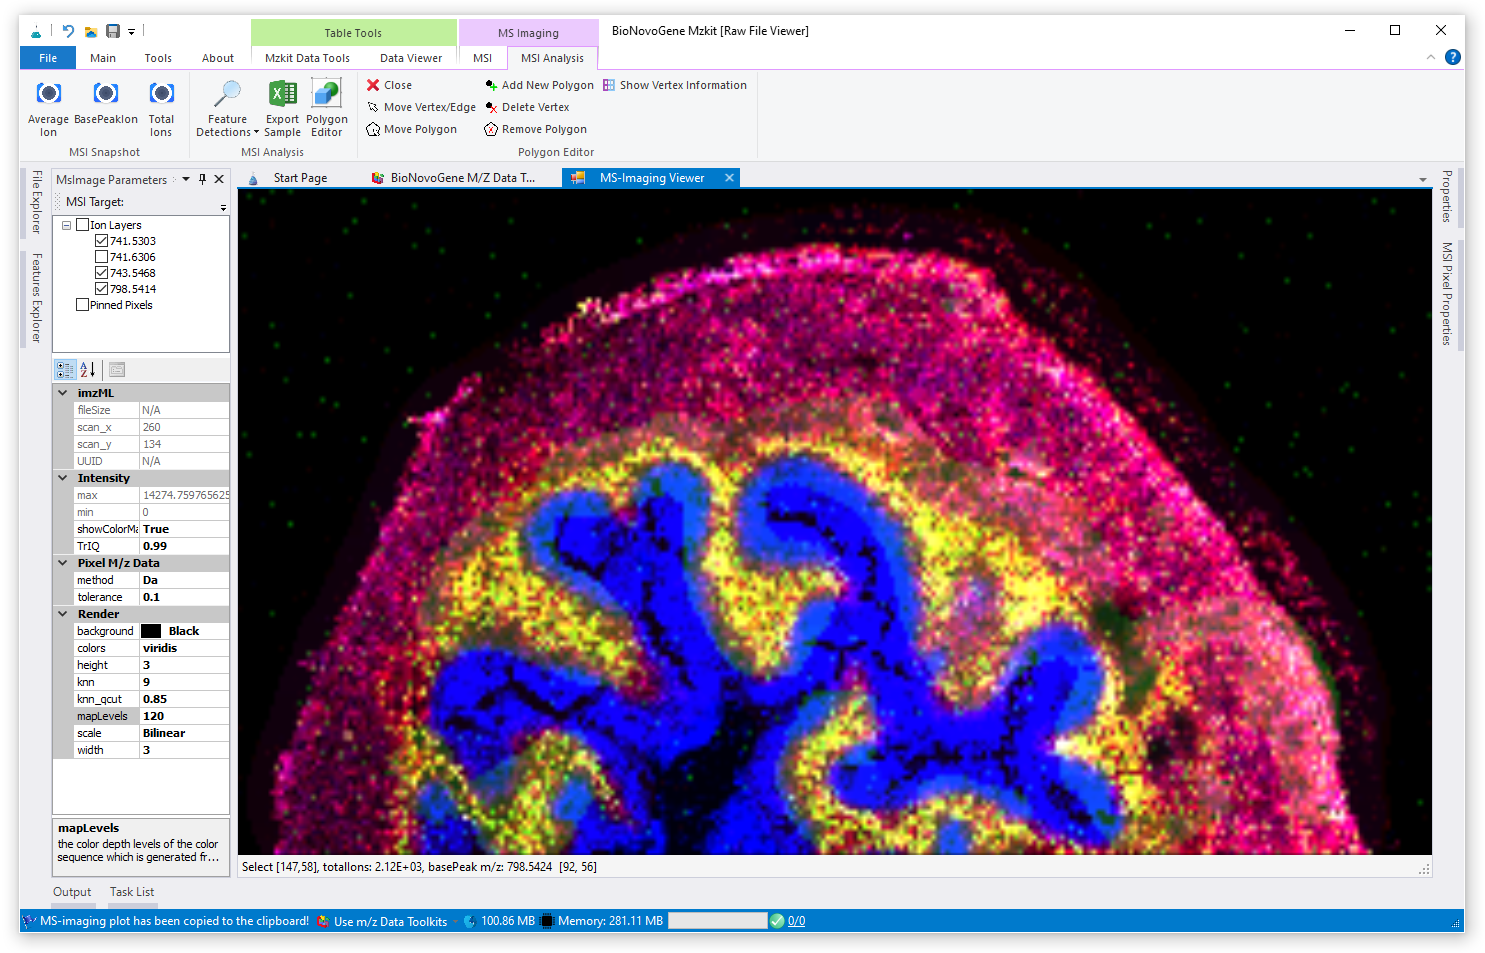 Table Tools
MS Imaging
BioNovoGene Mzkit [Raw File Viewer]
File
Main
Tools
About
Mzkit Data Tools
Data Viewer
MSI
MSI Analysis
?
Average Ion
BasePeakIon
Total Ions
MSI Snapshot
Feature Detections
Export Sample
Polygon Editor
MSI Analysis
Close
Move Vertex/Edge
Move Polygon
Add New Polygon
Delete Vertex
Remove Polygon
Show Vertex Information
Polygon Editor
File Explorer
Features Explorer
MsImage Parameters
MSI Target:
Ion Layers
741.5303
741.6306
743.5468
798.5414
Pinned Pixels
A
Z
imzML
fileSize N/A
scan_x 260
scan_y 134
UUID N/A
Intensity
max 14274.759765625
min 0
showColorMa True
TrIQ 0.99
Pixel M/z Data
method Da
tolerance 0.1
Render
background Black
colors viridis
height 3
knn 9
knn_qcut 0.85
mapLevels 120
scale Bilinear
width 3
mapLevels
the color depth levels of the color
sequence which is generated fr...
Start Page
BioNovoGene M/Z Data T...
MS-Imaging Viewer
Properties
MSI Pixel Properties
Select [147,58], totalIons: 2.12E+03, basePeak m/z: 798.5424 [92, 56]
Output
Task List
MS-imaging plot has been copied to the clipboard!
Use m/z Data Toolkits
100.86 MB
Memory: 281.11 MB
0/0